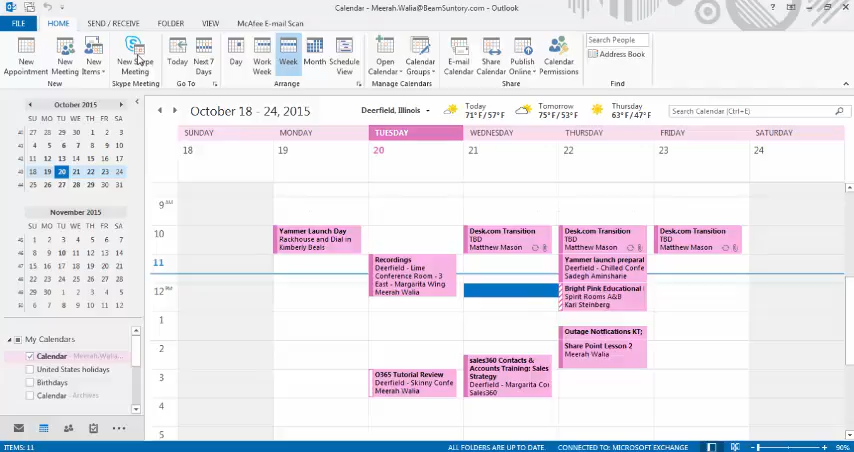 Calendar - Meerah.Walia@BeamSuntory.com - Outlook
FILE HOME SEND / RECEIVE FOLDER VIEW McAfee E-mail Scan
New Appointment
New Meeting
New Items
New
New Skype Meeting
Skype Meeting
Today
Next 7 Days
Go To
Day
Work Week
Week
Month
Schedule View
Arrange
Open Calendar
Calendar Groups
Manage Calendars
E-mail Calendar
Share Calendar
Publish Online
Calendar Permissions
Share
Search People
Address Book
Find
October 2015
SU MO TU WE TH FR SA
27 28 29 30 1 2 3
4 5 6 7 8 9 10
11 12 13 14 15 16 17
18 19 20 21 22 23 24
25 26 27 28 29 30 31
November 2015
SU MO TU WE TH FR SA
1 2 3 4 5 6 7
8 9 10 11 12 13 14
15 16 17 18 19 20 21
22 23 24 25 26 27 28
29 30 1 2 3 4 5
6 7 8 9 10 11 12
My Calendars
Calendar Meerah.Walia...
United States holidays
Birthdays
Calendar Archives
October 18 - 24, 2015
Deerfield, Illinois
Today
71°F/57°F
Tomorrow
75°F/53°F
Thursday
63°F/47°F
Search Calendar (Ctrl+E)
SUNDAY MONDAY TUESDAY WEDNESDAY THURSDAY FRIDAY SATURDAY
18 19 20 21 22 23 24
9 AM
10
11
12 PM
1
2
3
4
5
Yammer Launch Day
Rackhouse and Dial in
Kimberly Beals
Recordings
Deerfield - Lime
Conference Room - 3
East - Margarita Wing
Meerah Walia
O365 Tutorial Review
Deerfield - Skinny Confe
Meerah Walia
Desk.com Transition
TBD
Matthew Mason
sales360 Contacts &
Accounts Training: Sales
Strategy
Deerfield - Margarita Con
Sales360
Desk.com Transition
TBD
Matthew Mason
Yammer launch preparat
Deerfield - Chilled Confe
Sadegh Aminsharie
Bright Pink Educational
Spirit Rooms A&B
Kari Steinberg
Outage Notfications KT;
Share Point Lesson 2
Meerah Walia
Desk.com Transition
TBD
Matthew Mason
ITEMS: 11
ALL FOLDERS ARE UP TO DATE.
CONNECTED TO: MICROSOFT EXCHANGE
90%